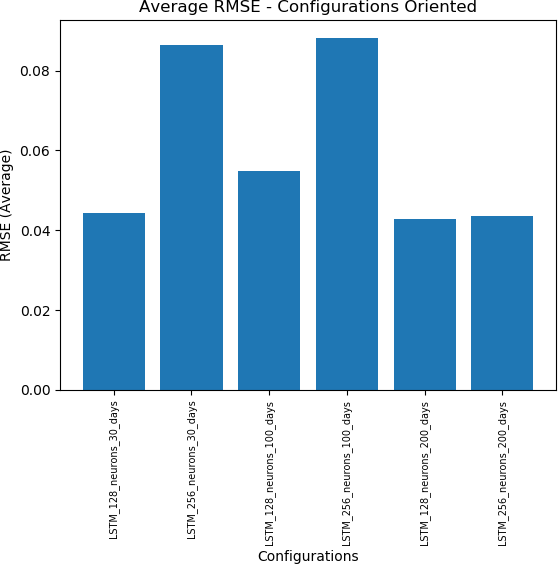 Average RMSE - Configurations Oriented
RMSE (Average)
0.08
0.06
0.04
0.02
0.00
LSTM_128_neurons_30_days
LSTM_256_neurons_30_days
LSTM_128_neurons_100_days
LSTM_256_neurons_100_days
LSTM_128_neurons_200_days
LSTM_256_neurons_200_days
Configurations